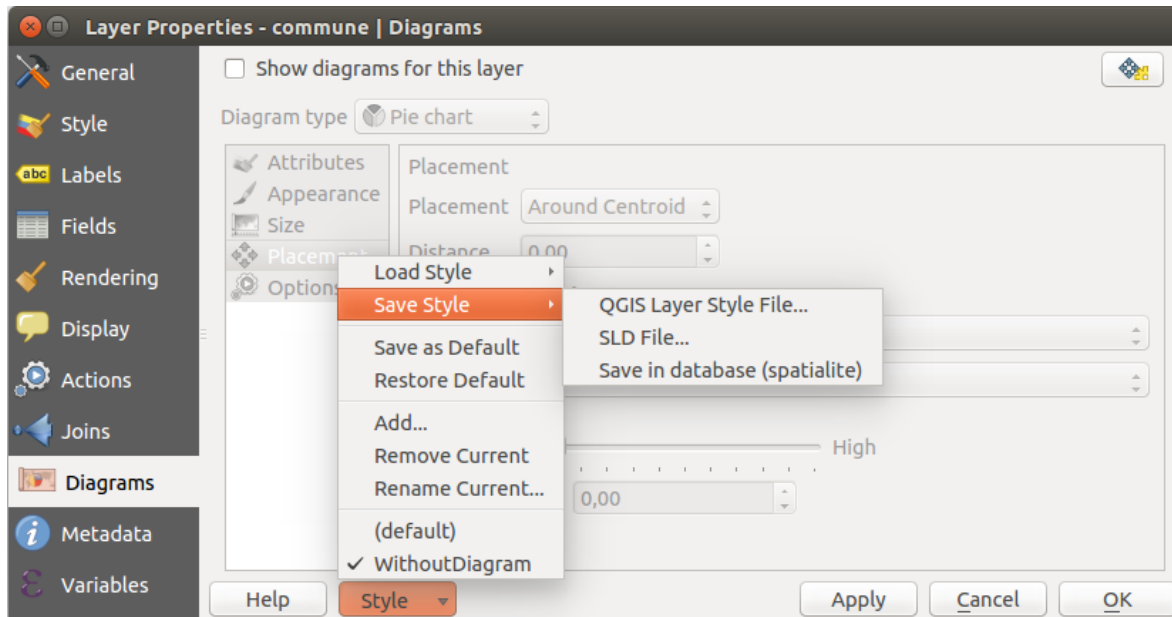 Layer Properties - commune | Diagrams
General
Style
abc Labels
Fields
Rendering
Display
Actions
Joins
Diagrams
Metadata
Variables
Show diagrams for this layer
Diagram type Pie chart
Attributes
Appearance
Size
Placement
Options
Placement
Placement Around Centroid
Distance 0,00
Load Style
Save Style
Save as Default
Restore Default
Add...
Remove Current
Rename Current...
(default)
WithoutDiagram
QGIS Layer Style File...
SLD File...
Save in database (spatialite)
High
0,00
Help
Style
Apply
Cancel
OK